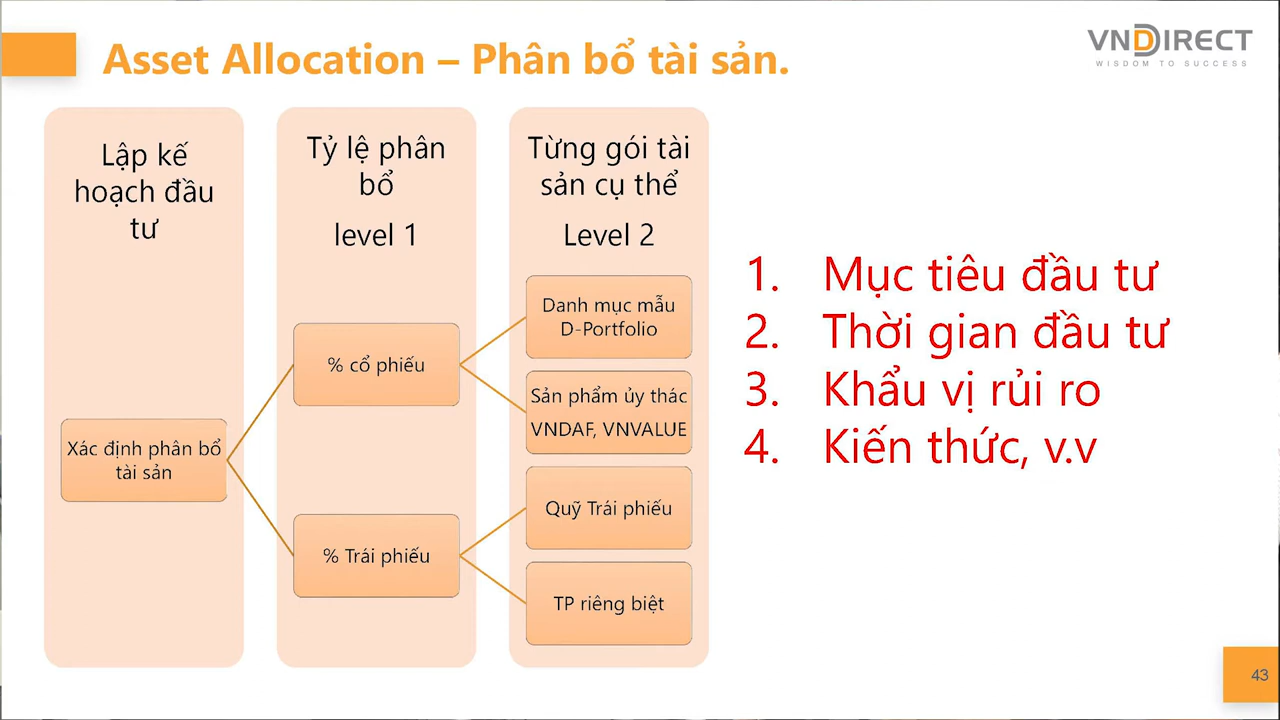 Asset Allocation – Phân bổ tài sản.
VNDIRECT
WISDOM TO SUCCESS
Lập kế
hoạch đầu
tư
Xác định phân bổ
tài sản
Tỷ lệ phân
bổ
level 1
% cổ phiếu
% Trái phiếu
Từng gói tài
sản cụ thể
Level 2
Danh mục mẫu
D-Portfolio
Sản phẩm ủy thác
VNDAF, VNVALUE
Quỹ Trái phiếu
TP riêng biệt
1. Mục tiêu đầu tư
2. Thời gian đầu tư
3. Khẩu vị rủi ro
4. Kiến thức, v.v
43